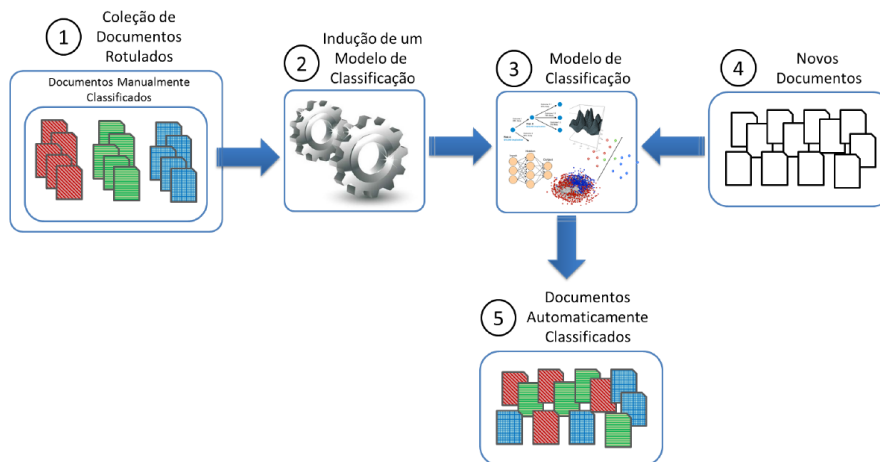 1
Coleção de
Documentos
Rotulados
Documentos Manualmente
Classificados
2
Indução de um
Modelo de
Classificação
3
Modelo de
Classificação
4
Novos
Documentos
5
Documentos
Automaticamente
Classificados